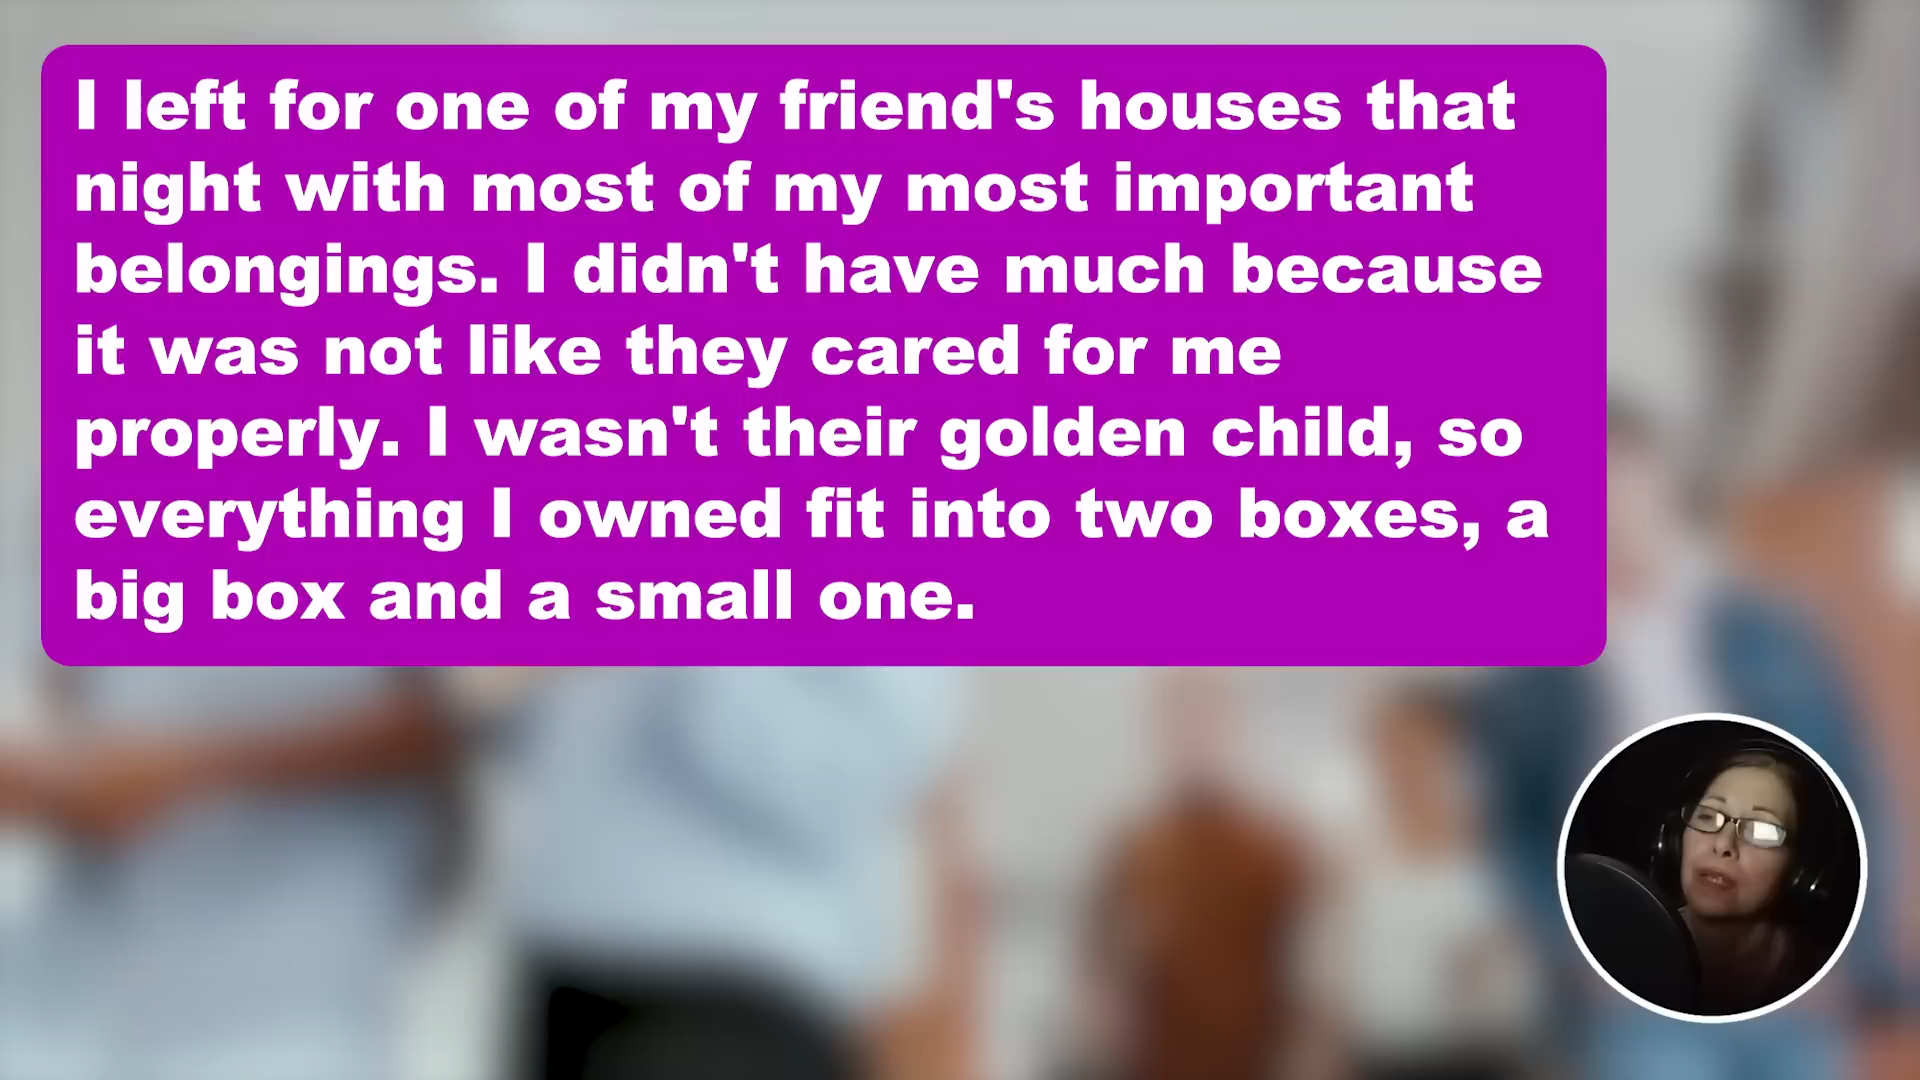 I left for one of my friend's houses that
night with most of my most important
belongings. I didn't have much because
it was not like they cared for me
properly. I wasn't their golden child, so
everything I owned fit into two boxes, a
big box and a small one.